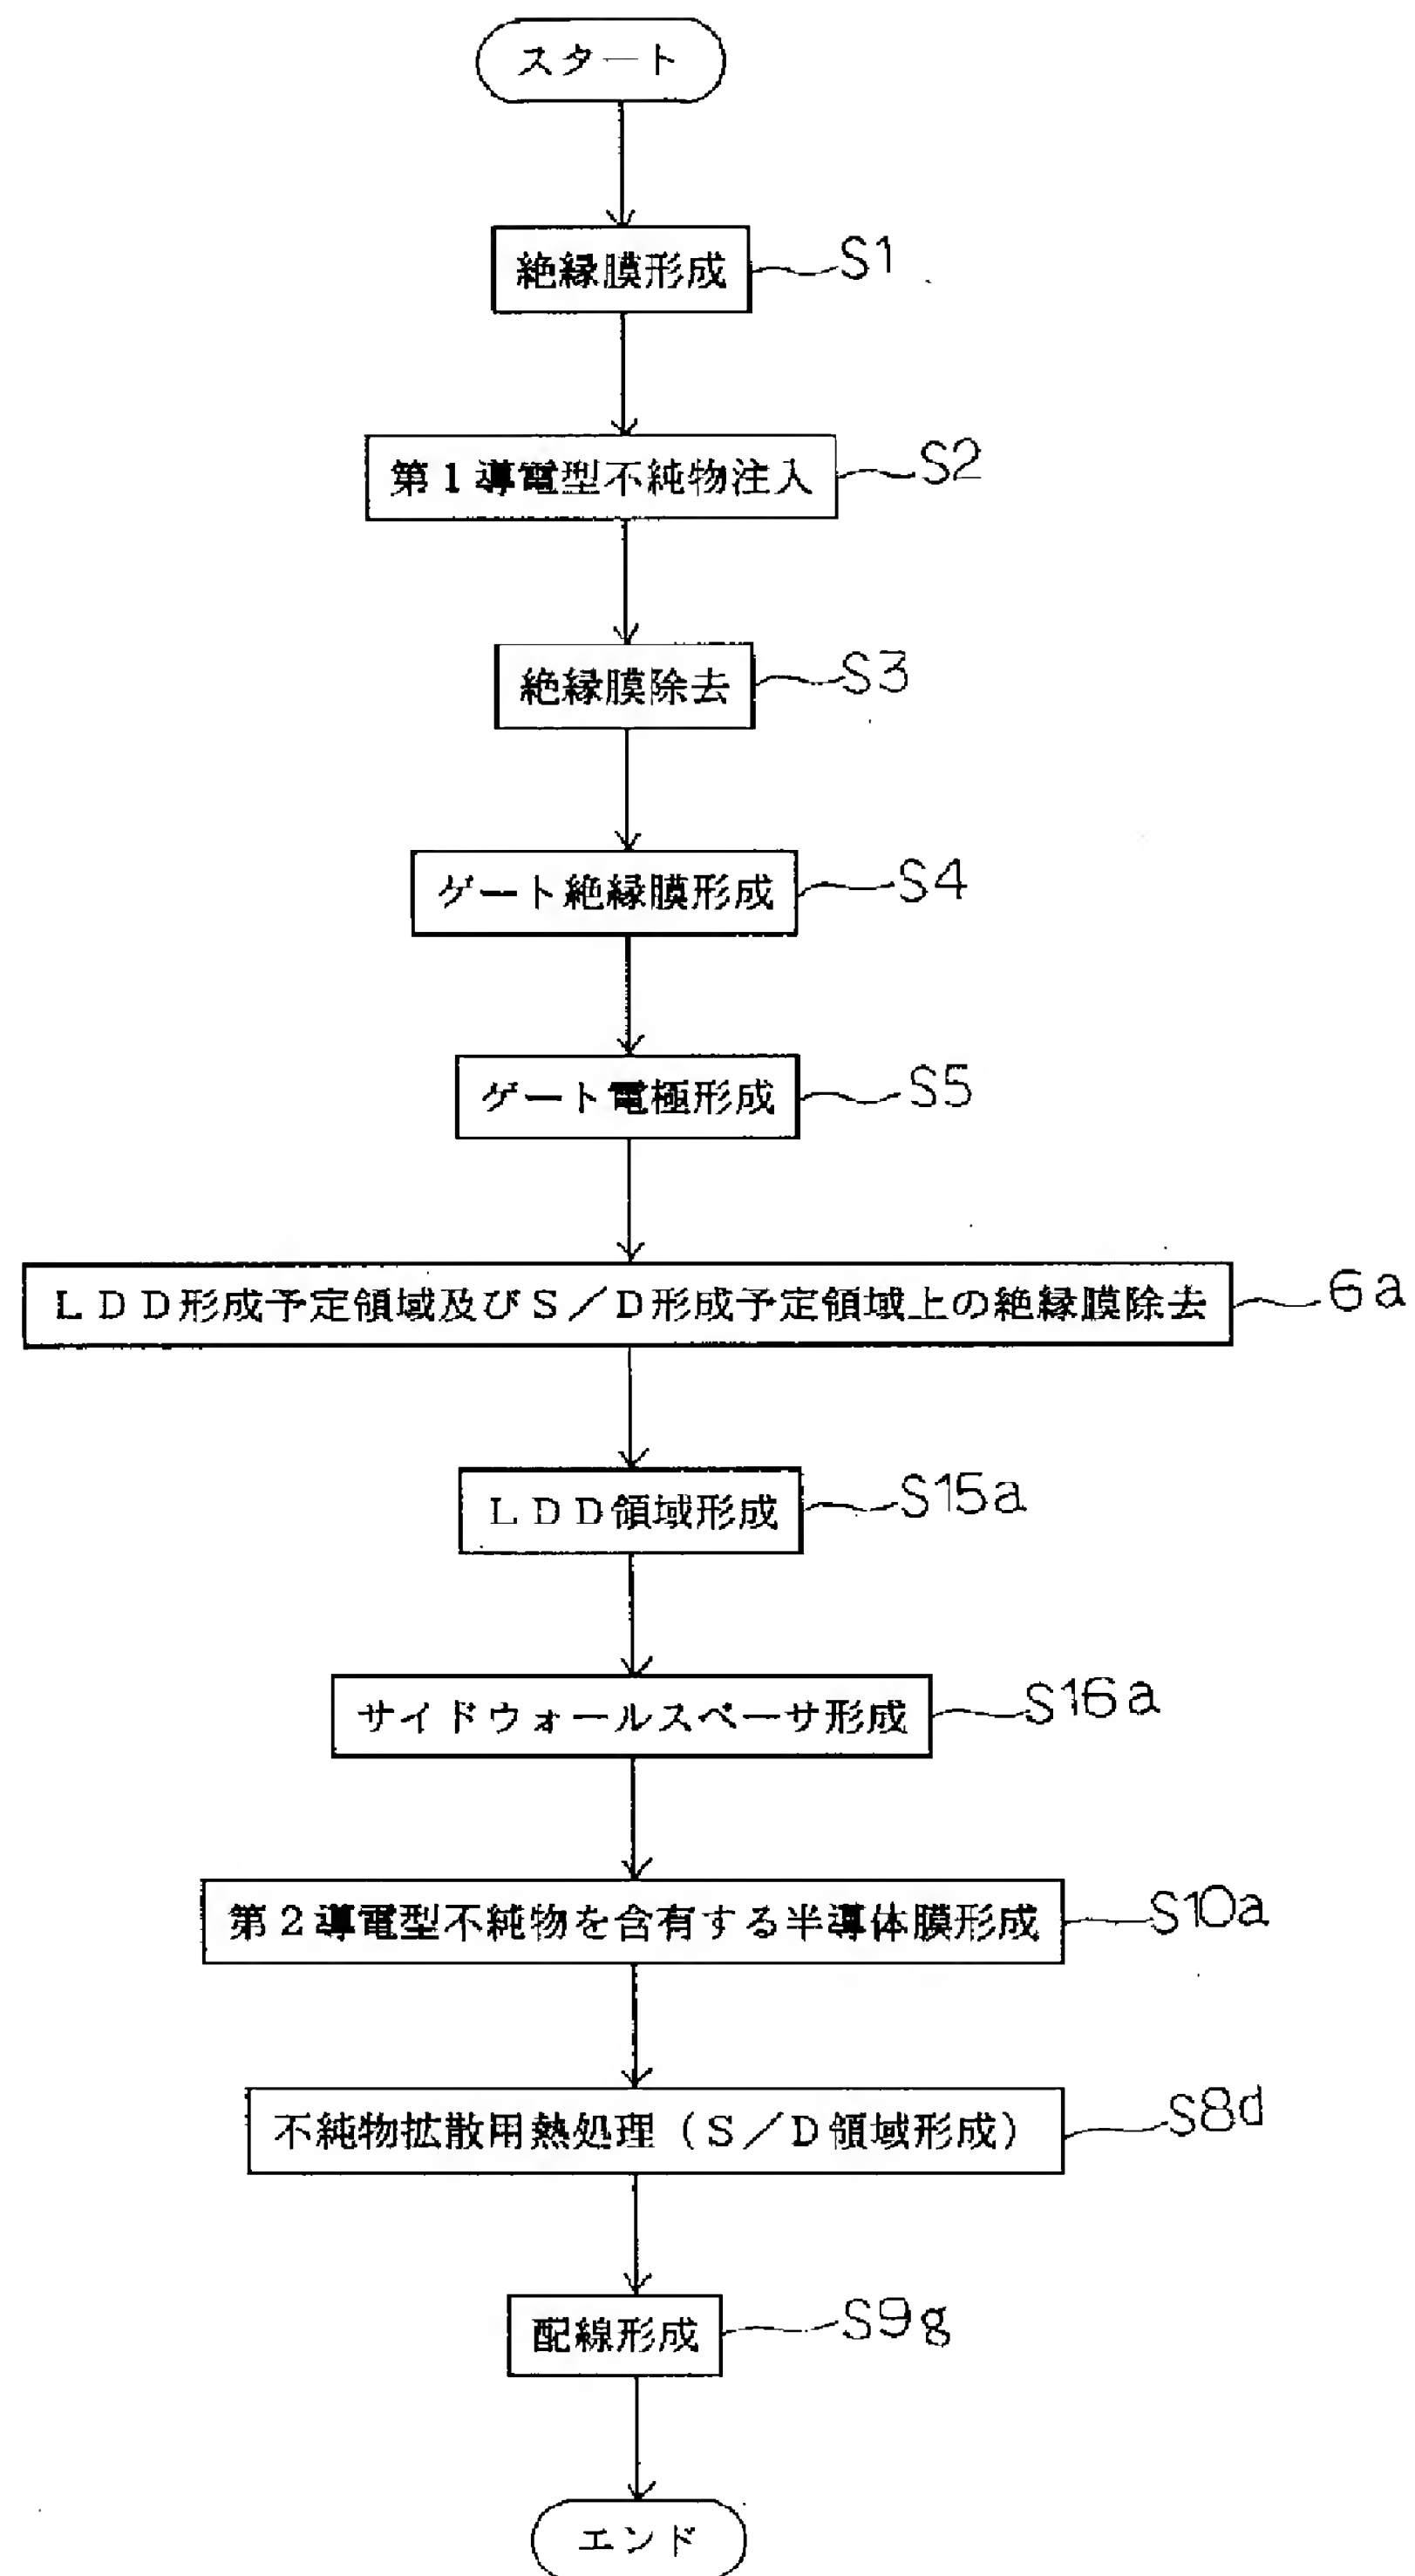 スタート
絶縁膜形成 S1
第1導電型不純物注入 S2
絶縁膜除去 S3
ゲート絶縁膜形成 S4
ゲート電極形成 S5
LDD形成予定領域及びS/D形成予定領域上の絶縁膜除去 6a
LDD領域形成 S15a
サイドウォールスペーサ形成 S16a
第2導電型不純物を含有する半導体膜形成 S10a
不純物拡散用熱処理(S/D領域形成) S8d
配線形成 S9g
エンド